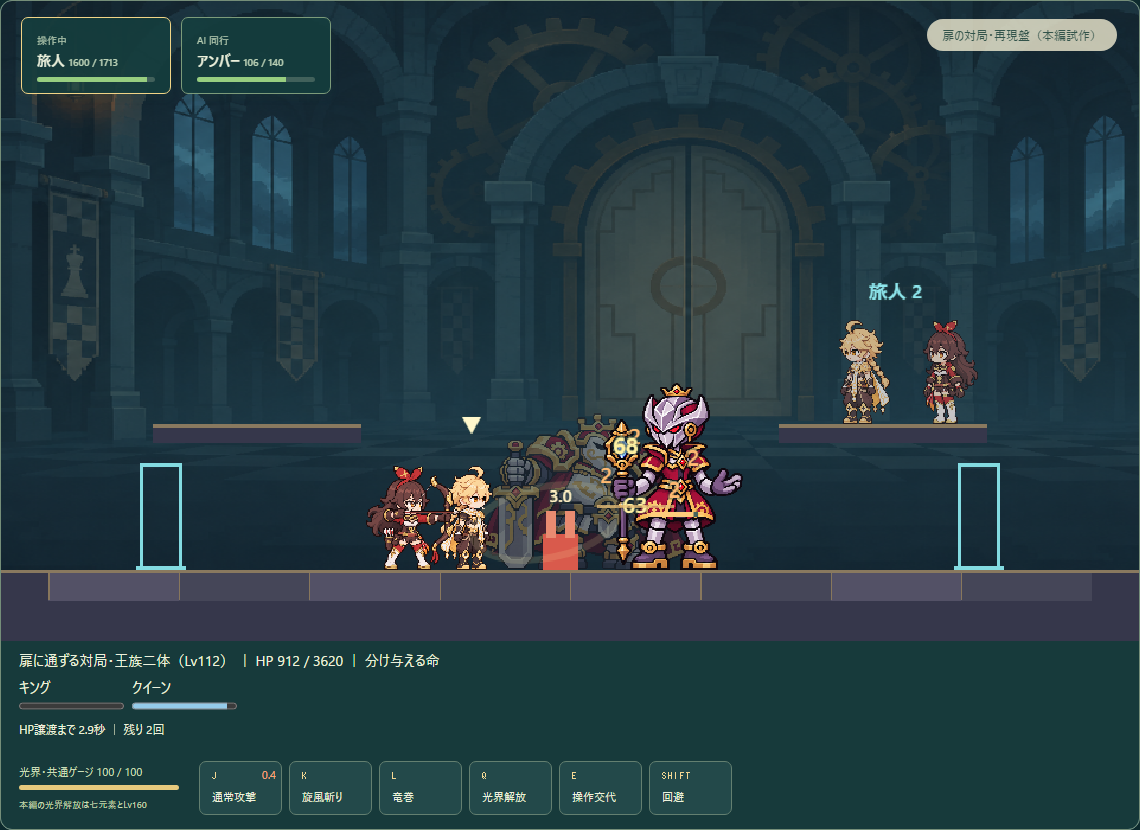 操作中
旅人 1600 / 1713
AI 同行
アンバー 106 / 140
扉の対局・再現盤（本編試作）
旅人 2
68
2
2
2
63
3.0
扉に通ずる対局・王族二体（Lv112） | HP 912 / 3620 | 分け与える命
キング
クイーン
HP譲渡まで 2.9秒 | 残り 2回
光界・共通ゲージ 100 / 100
本編の光界解放は七元素とLv160
J 0.4
通常攻撃
K
旋風斬り
L
竜巻
Q
光界解放
E
操作交代
SHIFT
回避